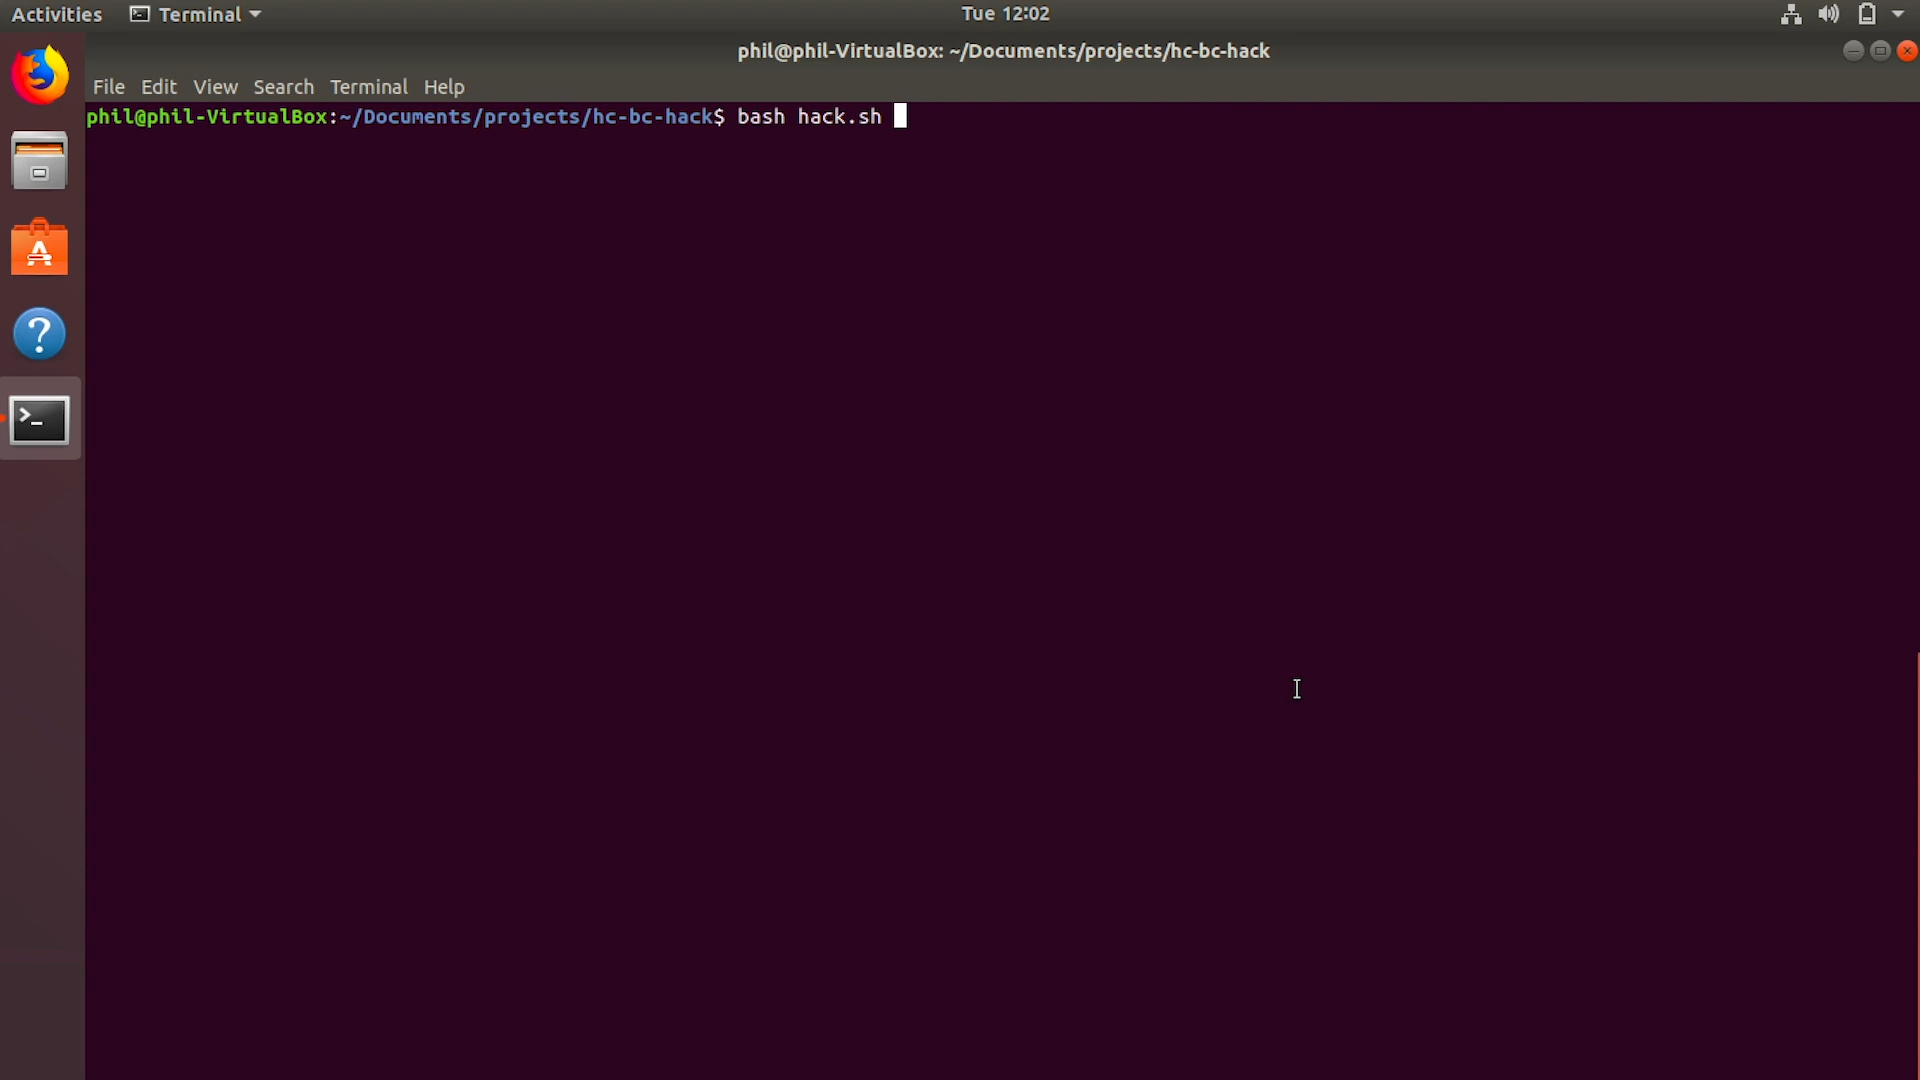 Activities Terminal Tue 12:02
phil@phil-VirtualBox: ~/Documents/projects/hc-bc-hack
File Edit View Search Terminal Help
phil@phil-VirtualBox:~/Documents/projects/hc-bc-hack$ bash hack.sh